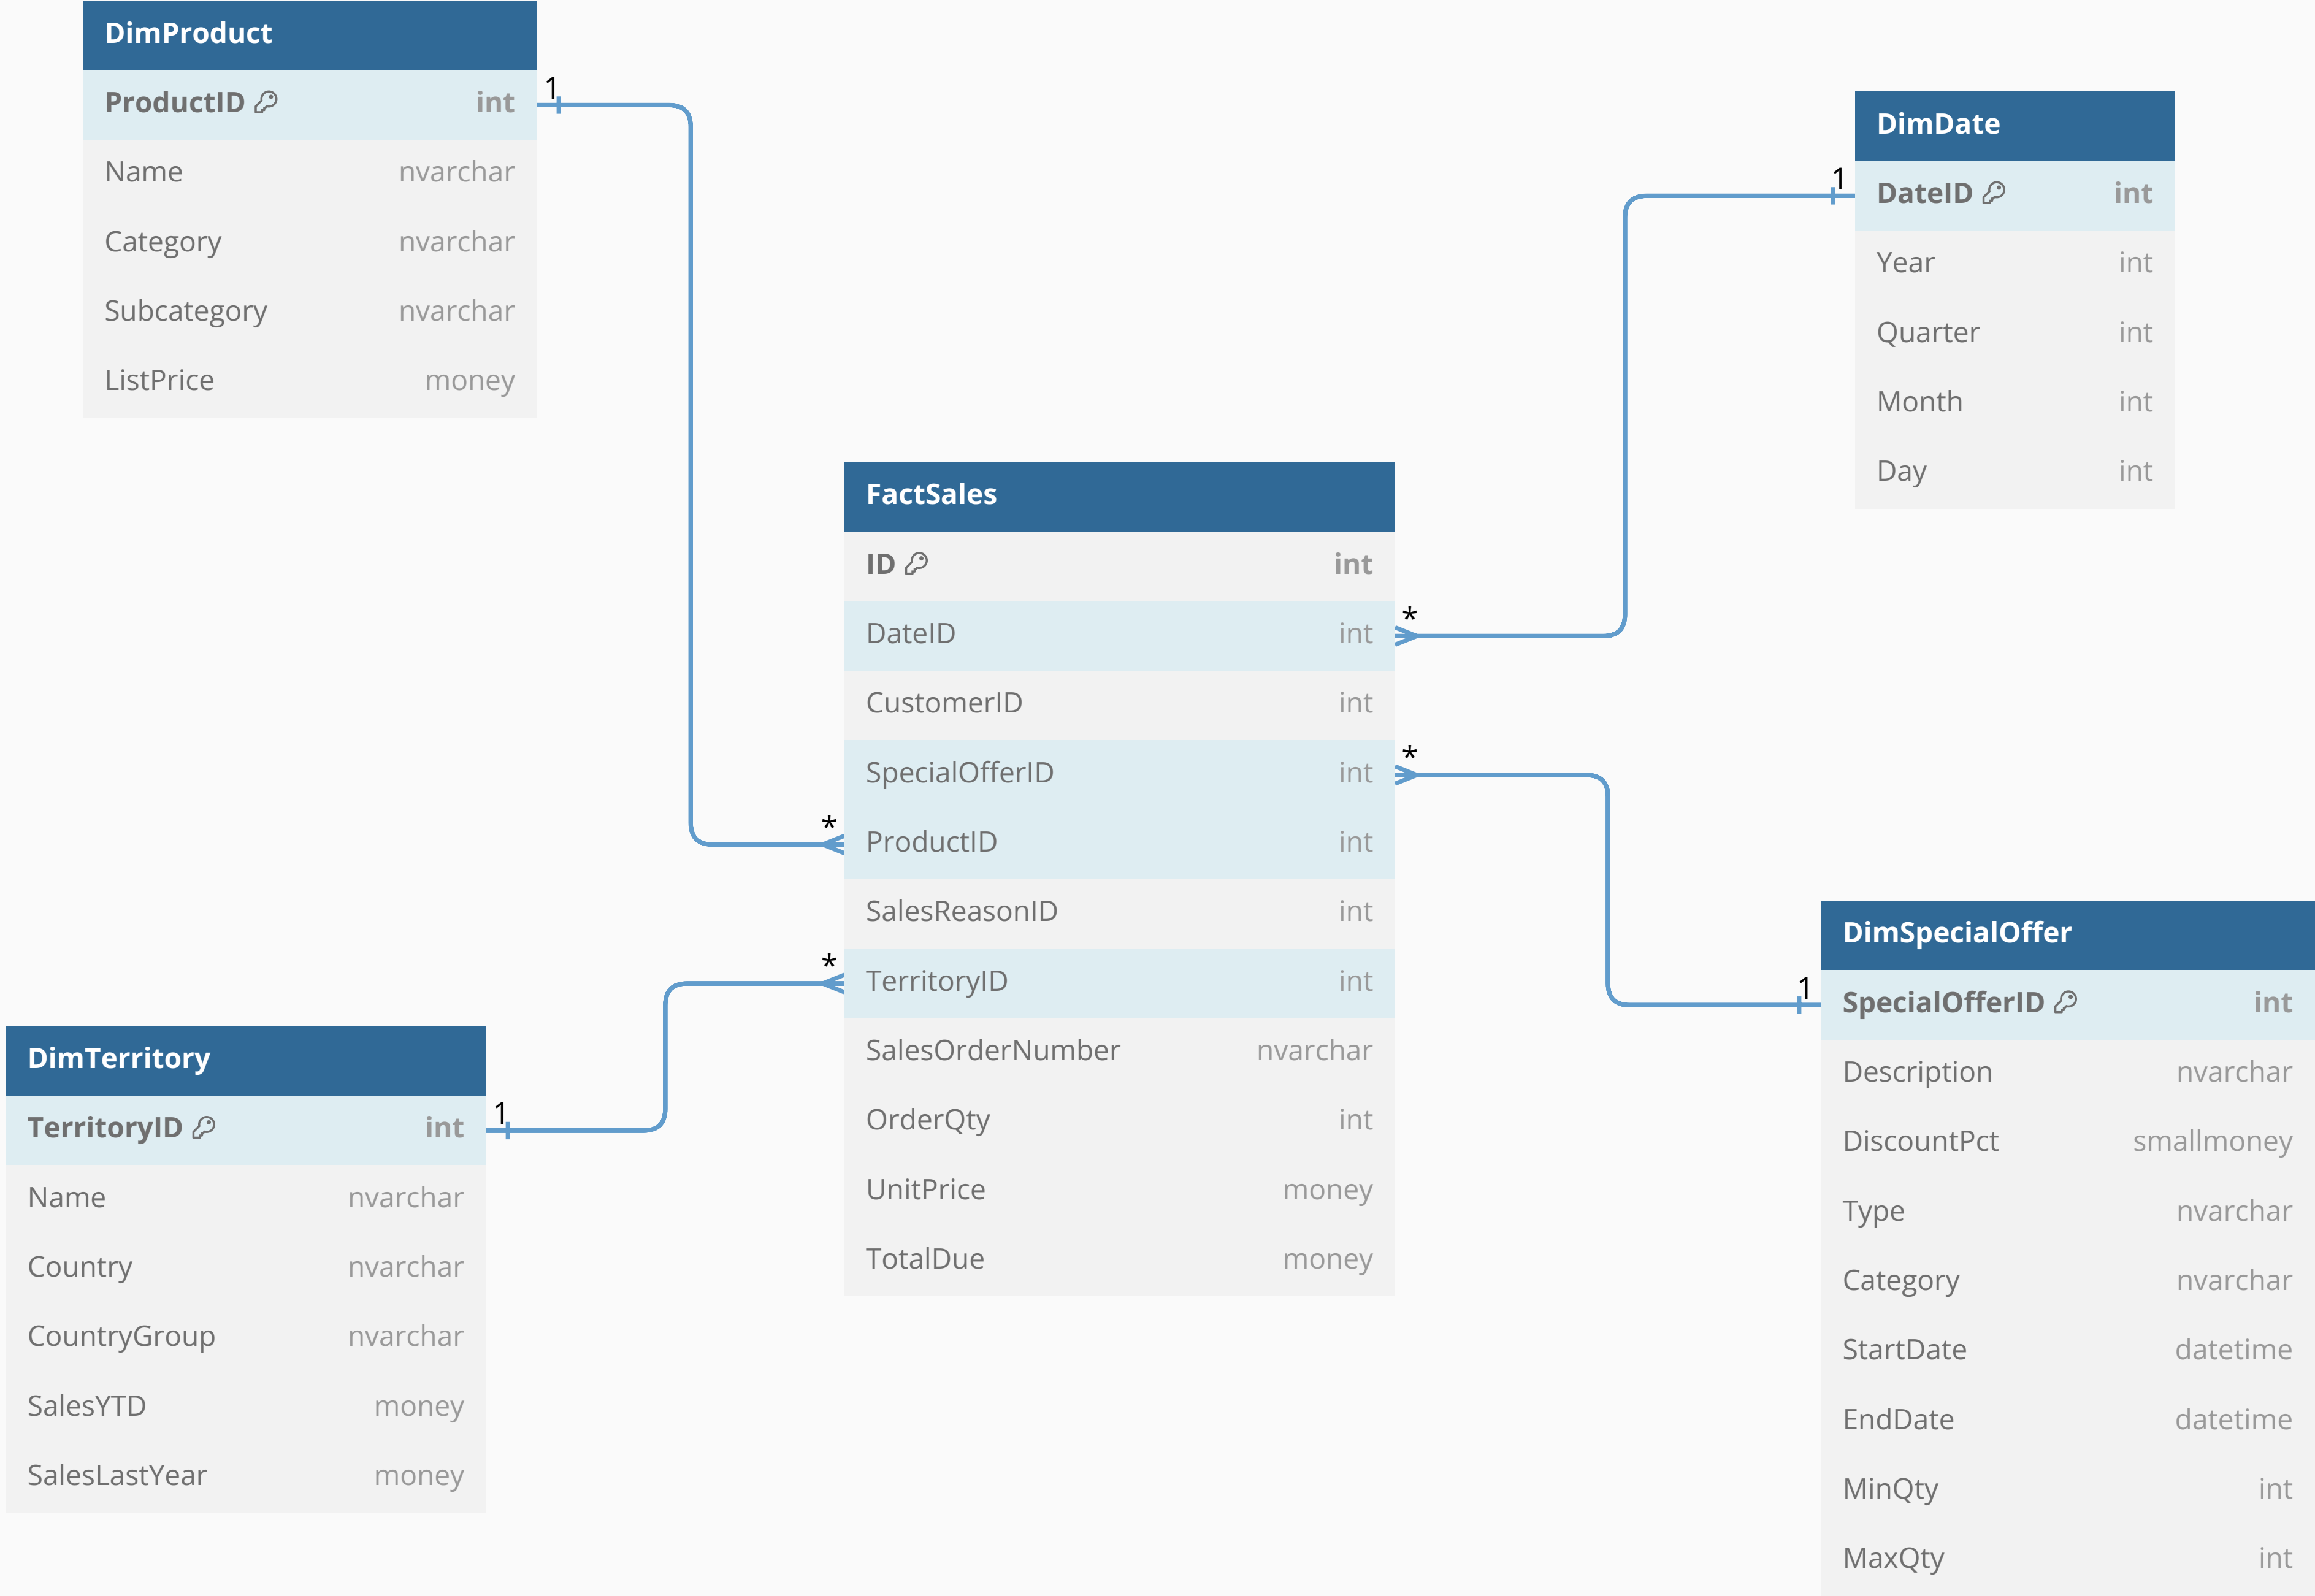 DimProduct
ProductID int
Name nvarchar
Category nvarchar
Subcategory nvarchar
ListPrice money
1
*
DimDate
DateID int
Year int
Quarter int
Month int
Day int
1
*
FactSales
ID int
DateID int
CustomerID int
SpecialOfferID int
ProductID int
SalesReasonID int
TerritoryID int
SalesOrderNumber nvarchar
OrderQty int
UnitPrice money
TotalDue money
*
1
DimTerritory
TerritoryID int
Name nvarchar
Country nvarchar
CountryGroup nvarchar
SalesYTD money
SalesLastYear money
*
1
DimSpecialOffer
SpecialOfferID int
Description nvarchar
DiscountPct smallmoney
Type nvarchar
Category nvarchar
StartDate datetime
EndDate datetime
MinQty int
MaxQty int